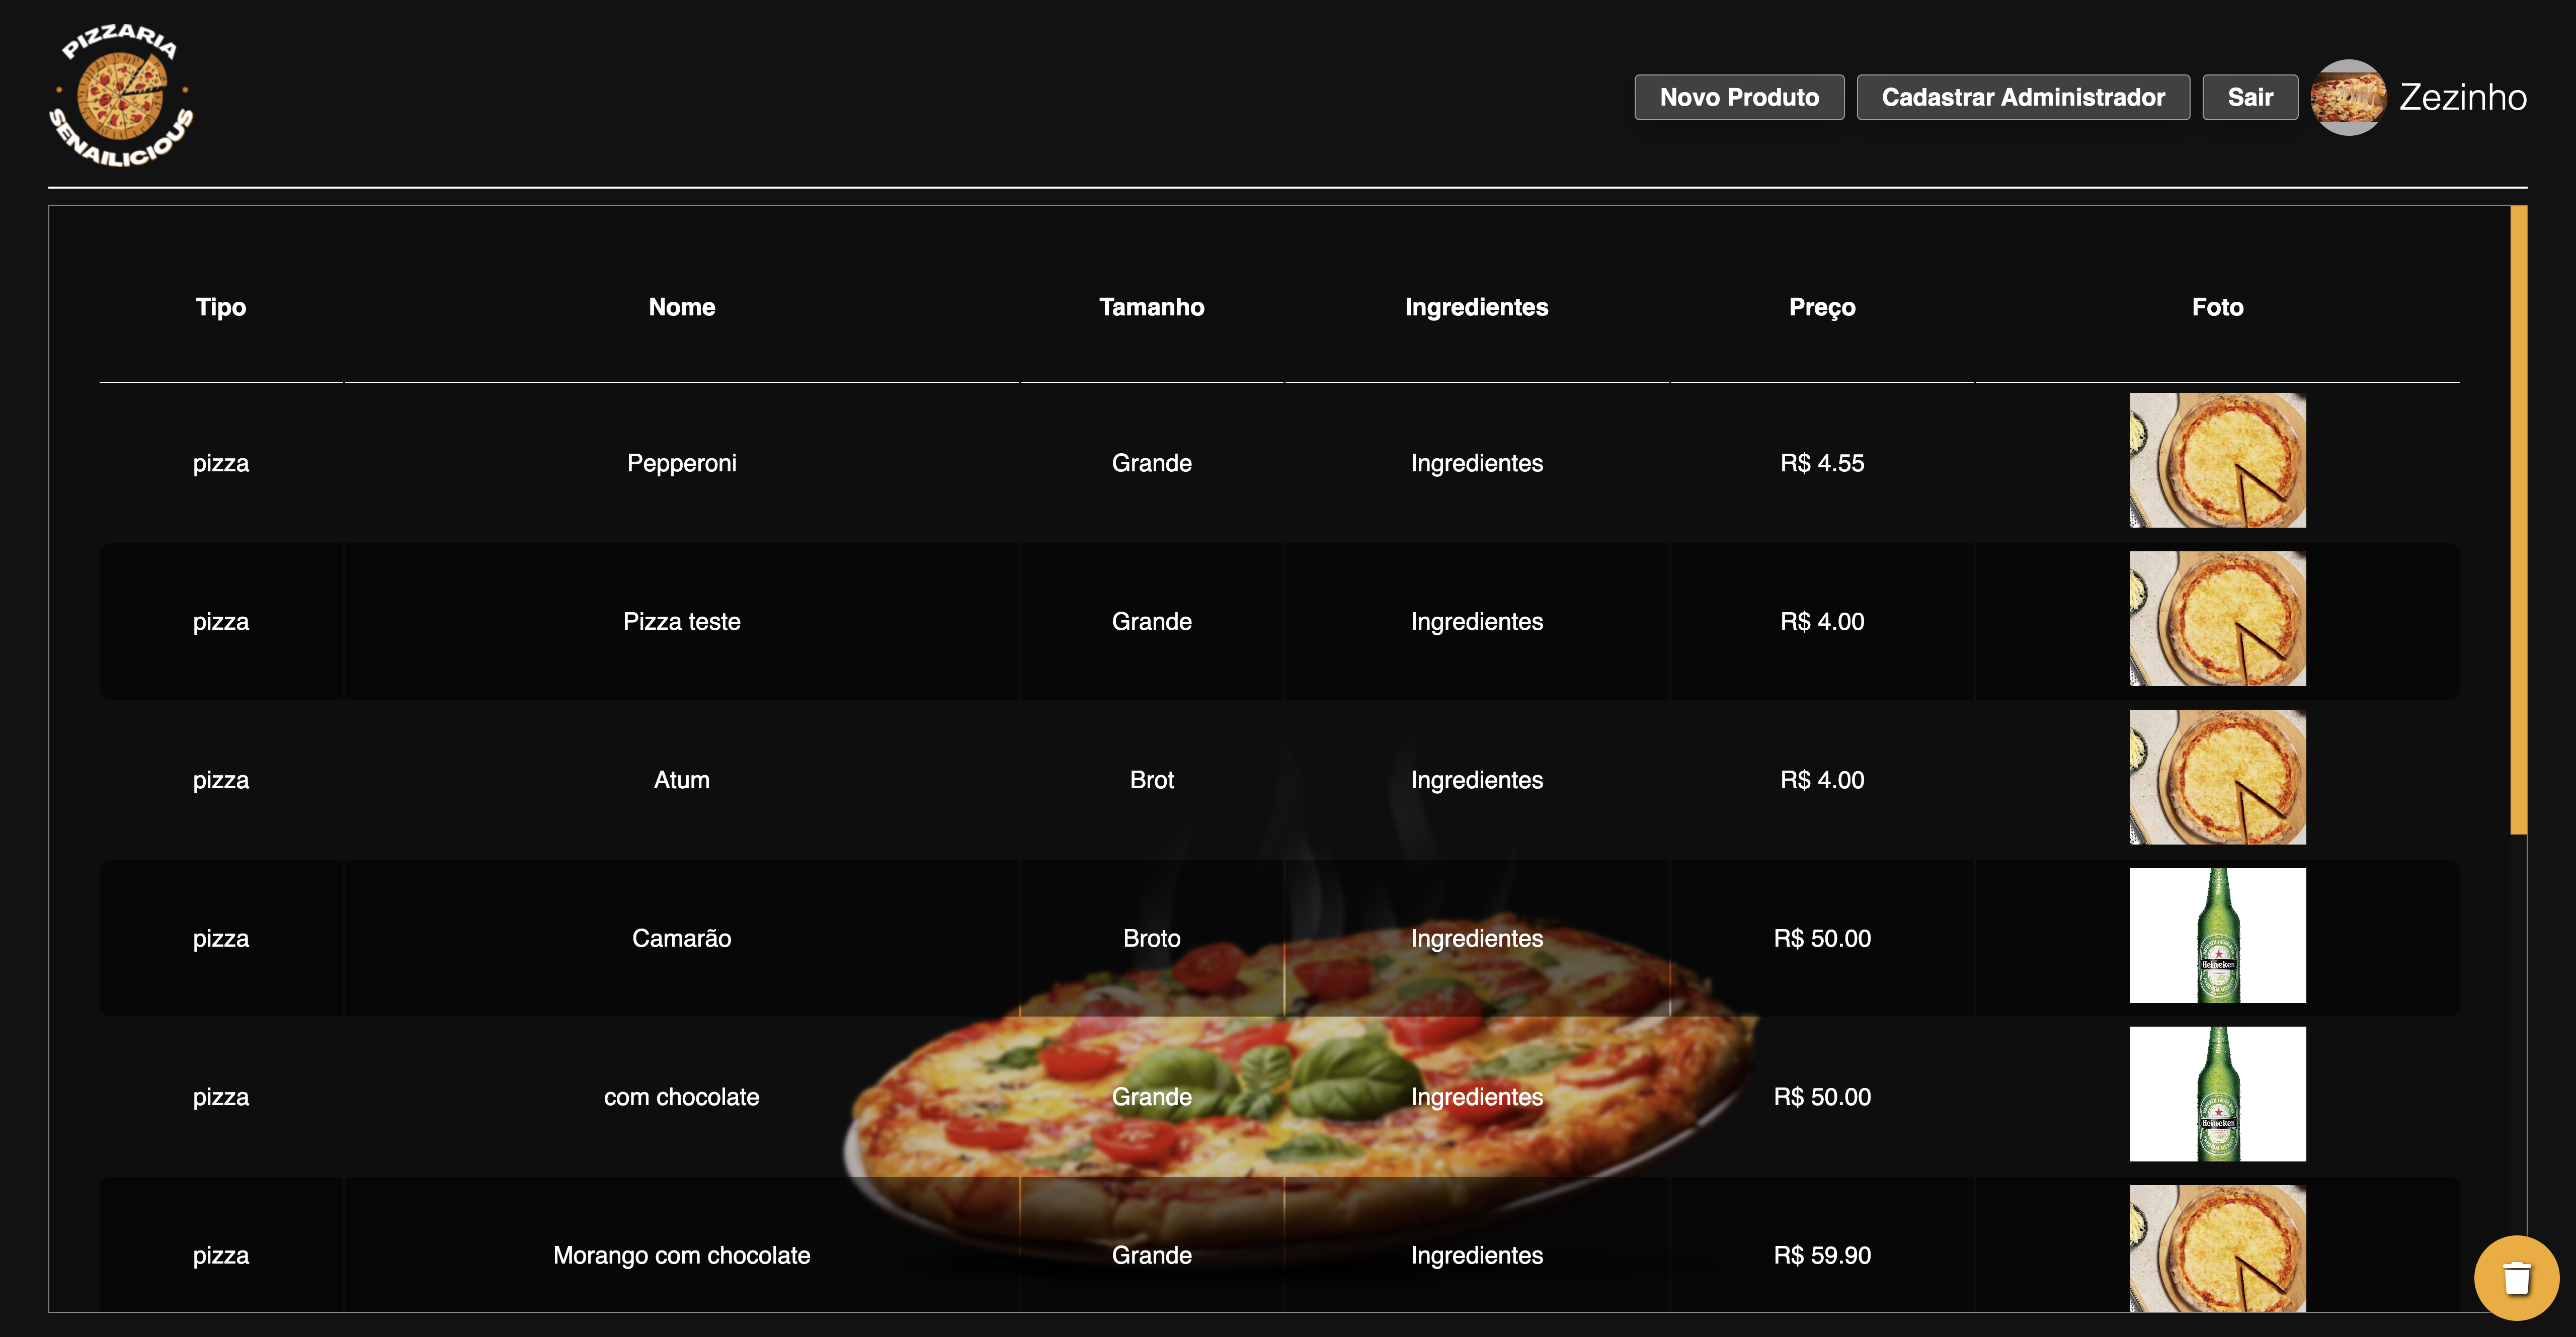 PIZZARIA
SENAILICIOUS
Novo Produto Cadastrar Administrador Sair Zezinho
Tipo Nome Tamanho Ingredientes Preço Foto
pizza Pepperoni Grande Ingredientes R$ 4.55
pizza Pizza teste Grande Ingredientes R$ 4.00
pizza Atum Brot Ingredientes R$ 4.00
pizza Camarão Broto Ingredientes R$ 50.00
Heineken
pizza com chocolate Grande Ingredientes R$ 50.00
Heineken
pizza Morango com chocolate Grande Ingredientes R$ 59.90